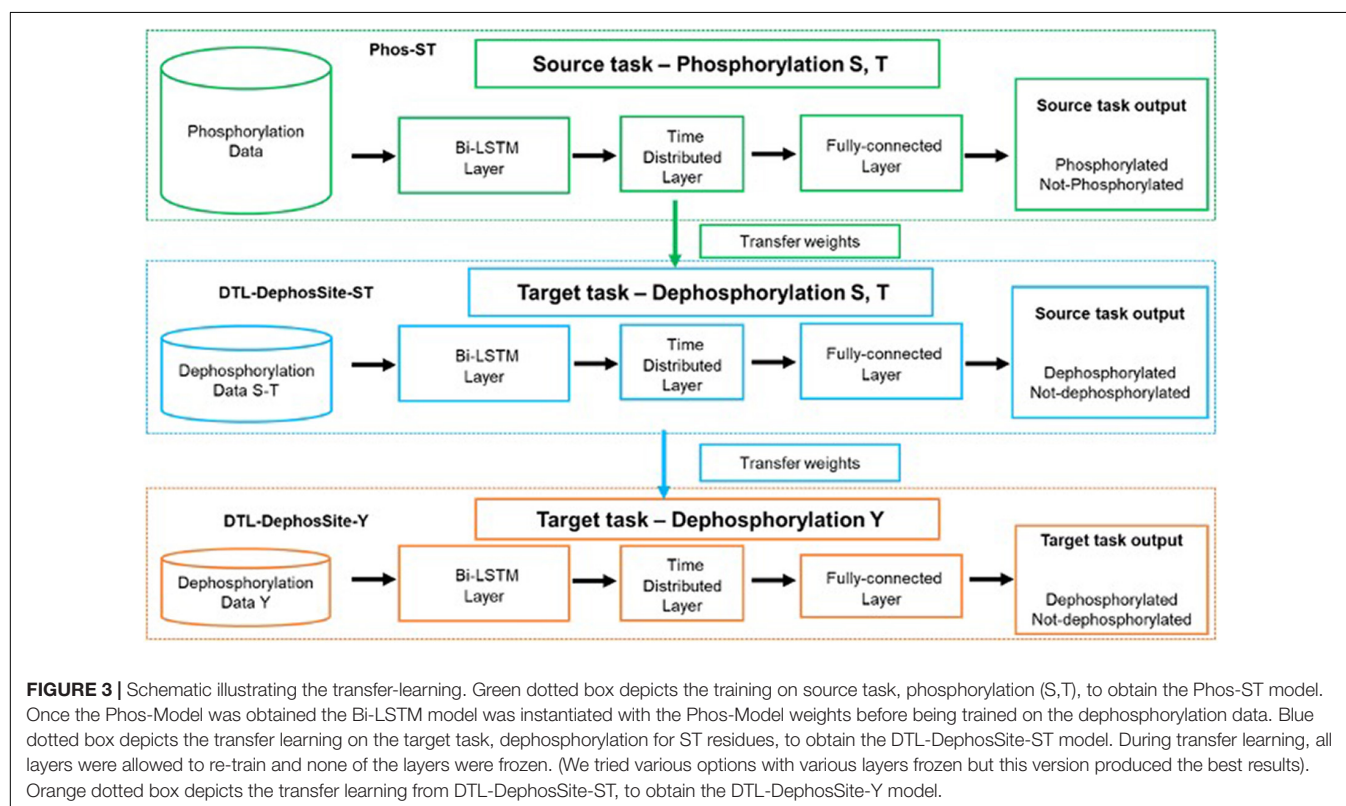 Phos-ST
Source task – Phosphorylation S, T
Phosphorylation
Data
Bi-LSTM
Layer
Time
Distributed
Layer
Fully-connected
Layer
Source task output
Phosphorylated
Not-Phosphorylated
Transfer weights
DTL-DephosSite-ST
Target task – Dephosphorylation S, T
Dephosphorylation
Data S-T
Bi-LSTM
Layer
Time
Distributed
Layer
Fully-connected
Layer
Source task output
Dephosphorylated
Not-dephosphorylated
Transfer weights
DTL-DephosSite-Y
Target task – Dephosphorylation Y
Dephosphorylation
Data Y
Bi-LSTM
Layer
Time
Distributed
Layer
Fully-connected
Layer
Target task output
Dephosphorylated
Not-dephosphorylated
FIGURE 3 | Schematic illustrating the transfer-learning. Green dotted box depicts the training on source task, phosphorylation (S,T), to obtain the Phos-ST model.
Once the Phos-Model was obtained the Bi-LSTM model was instantiated with the Phos-Model weights before being trained on the dephosphorylation data. Blue
dotted box depicts the transfer learning on the target task, dephosphorylation for ST residues, to obtain the DTL-DephosSite-ST model. During transfer learning, all
layers were allowed to re-train and none of the layers were frozen. (We tried various options with various layers frozen but this version produced the best results).
Orange dotted box depicts the transfer learning from DTL-DephosSite-ST, to obtain the DTL-DephosSite-Y model.